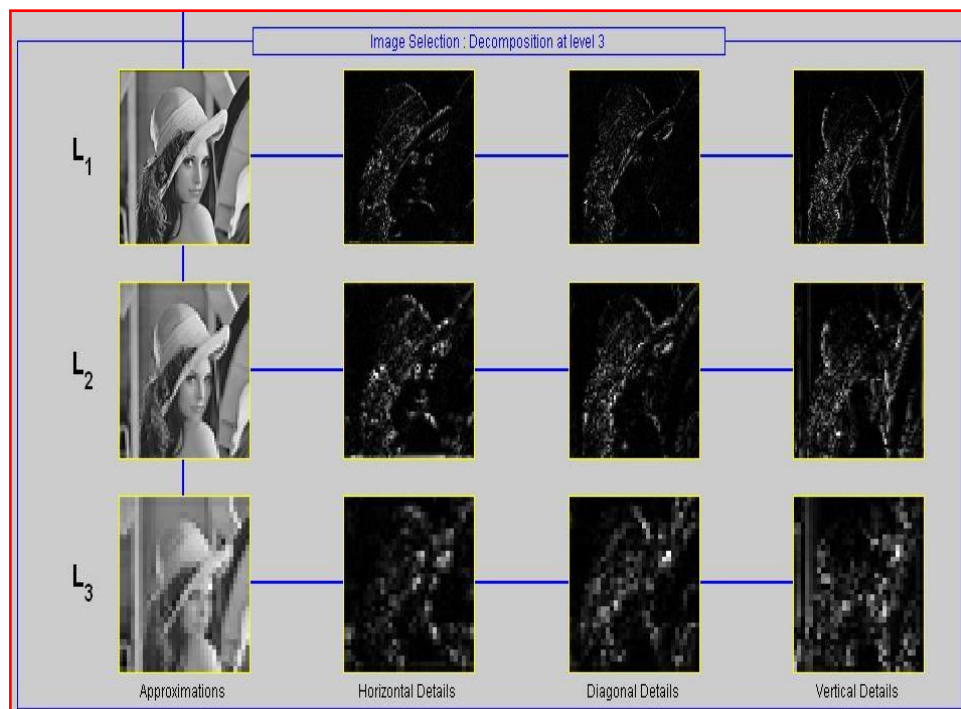 Image Selection : Decomposition at level 3
L1
L2
L3
Approximations Horizontal Details Diagonal Details Vertical Details